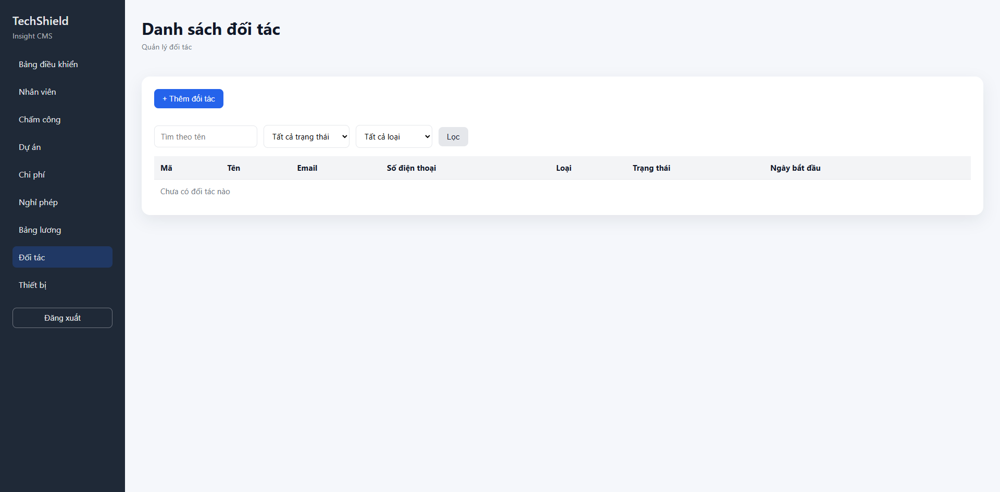 TechShield
Insight CMS
Bảng điều khiển
Nhân viên
Chấm công
Dự án
Chi phí
Nghỉ phép
Bảng lương
Đối tác
Thiết bị
Đăng xuất
Danh sách đối tác
Quản lý đối tác
+ Thêm đối tác
Tìm theo tên Tất cả trạng thái Tất cả loại Lọc
Mã Tên Email Số điện thoại Loại Trạng thái Ngày bắt đầu
Chưa có đối tác nào